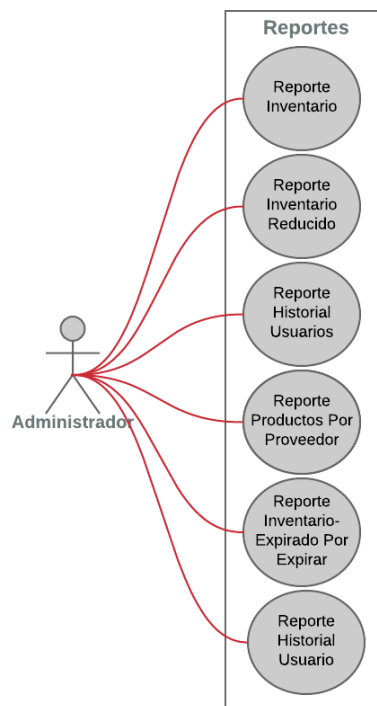 Reportes
Reporte
Inventario
Reporte
Inventario
Reducido
Reporte
Historial
Usuarios
Administrador
Reporte
Productos Por
Proveedor
Reporte
Inventario-
Expirado Por
Expirar
Reporte
Historial
Usuario